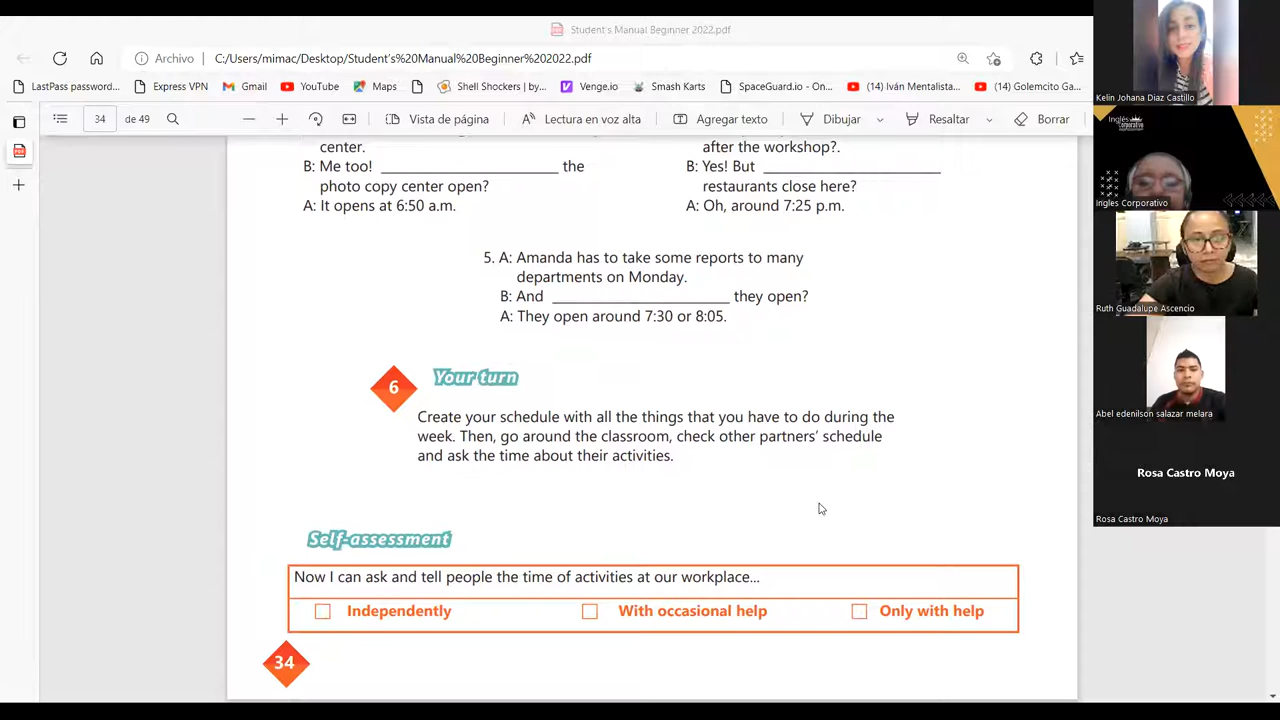 Student's Manual Beginner 2022.pdf
Archivo
C:/Users/mimac/Desktop/Student's%20Manual%20Beginner%202022.pdf
LastPass password...
Express VPN
Gmail
YouTube
Maps
Shell Shockers | by...
Venge.io
Smash Karts
SpaceGuard.io - On...
(14) Iván Mentalista...
(14) Golemcito Ga...
34
de 49
Vista de pagina
Lectura en voz alta
Agregar texto
Dibujar
Resaltar
Borrar
center.
B: Me too! ____________________ the
photo copy center open?
A: It opens at 6:50 a.m.
after the workshop?.
B: Yes! But ____________________
restaurants close here?
A: Oh, around 7:25 p.m.
5. A: Amanda has to take some reports to many
departments on Monday.
B: And ____________________ they open?
A: They open around 7:30 or 8:05.
6
Your turn
Create your schedule with all the things that you have to do during the
week. Then, go around the classroom, check other partners' schedule
and ask the time about their activities.
Self-assessment
Now I can ask and tell people the time of activities at our workplace...
Independently
With occasional help
Only with help
34
Kelin Johana Diaz Castillo
Inglés
Corporativo
Ingles Corporativo
Ruth Guadalupe Ascencio
Abel edenilson salazar melara
Rosa Castro Moya
Rosa Castro Moya